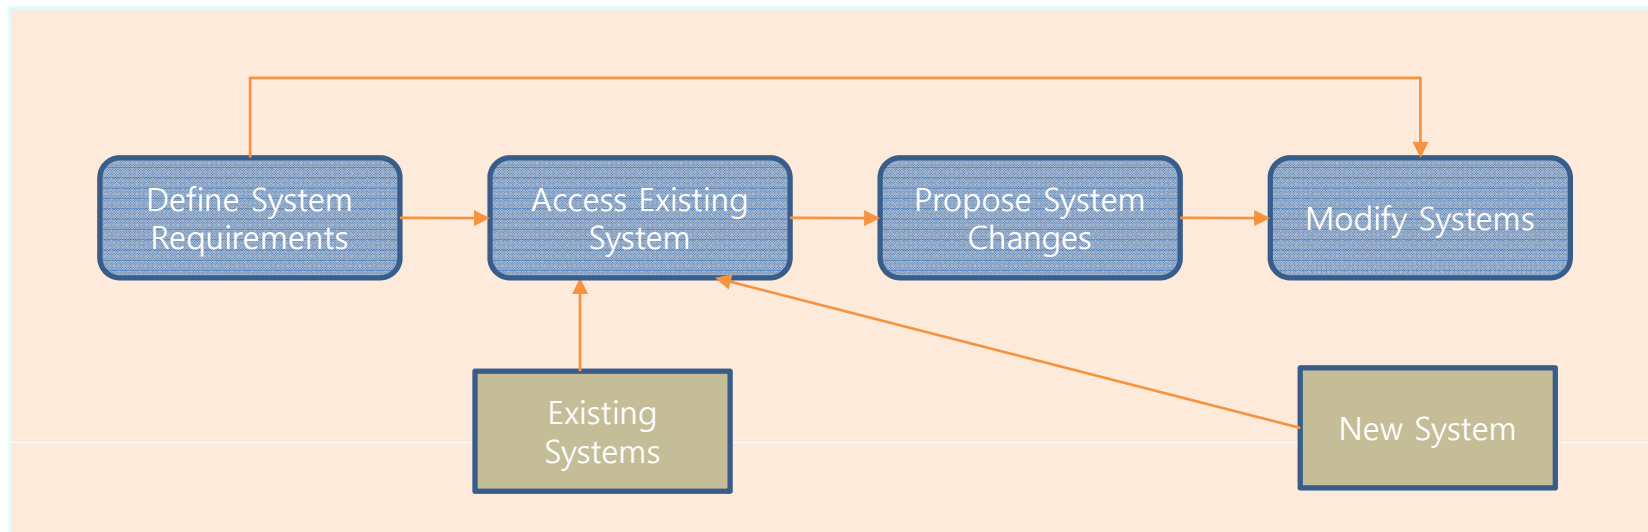 Define System
Requirements
Access Existing
System
Propose System
Changes
Modify Systems
Existing
Systems
New System